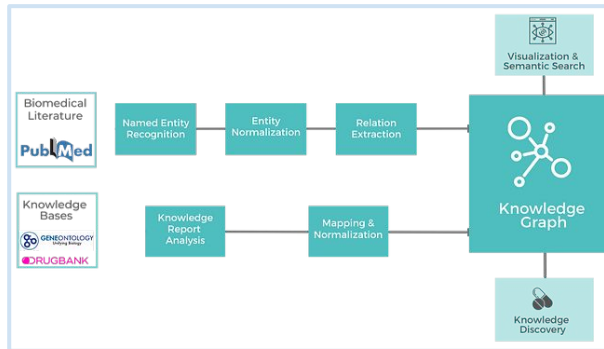 Visualization &
Semantic Search
Biomedical
Literature
PubMed
Named Entity
Recognition
Entity
Normalization
Relation
Extraction
Knowledge
Graph
Knowledge
Bases
GENEONTOLOGY
Unifying Biology
DRUGBANK
Knowledge
Report
Analysis
Mapping &
Normalization
Knowledge
Discovery